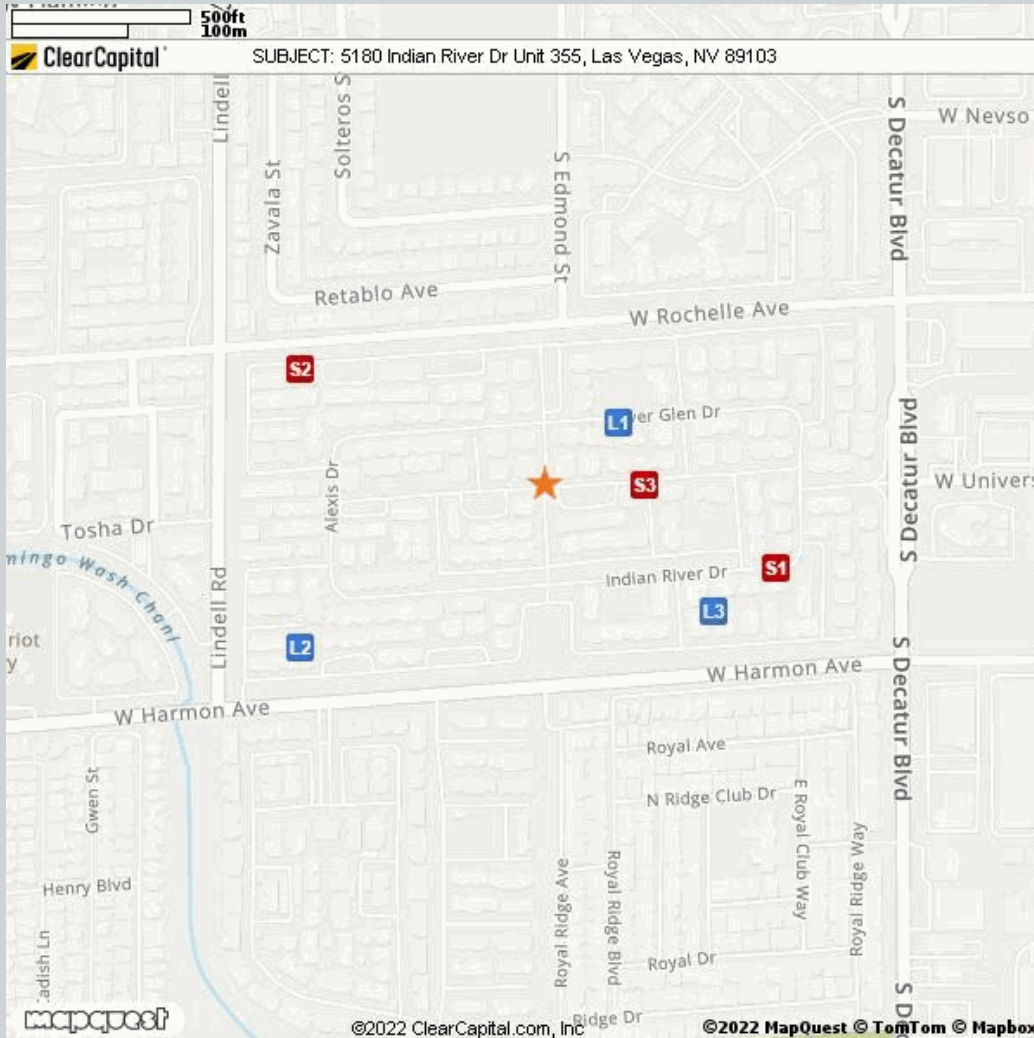 500ft
100m
ClearCapital
SUBJECT: 5180 Indian River Dr Unit 355, Las Vegas, NV 89103
Lindell
Zavala St
Solteros S
S Edmond St
S Decatur Blvd
W Nevso
Retablo Ave
W Rochelle Ave
S2
L1
er Glen Dr
S Decatur Blvd
Alexis Dr
S3
W Univers
Tosha Dr
mingo Wash Chanl
Indian River Dr
S1
Lindell Rd
L3
riot
y
L2
S Decatur Blvd
W Harmon Ave
W Harmon Ave
Royal Ave
Gwen St
N Ridge Club Dr
E Royal Club Way
Royal Ridge Way
Royal Ridge Ave
Royal Ridge Blvd
Henry Blvd
adish Ln
Royal Dr
S De
Ridge Dr
mapquest
©2022 ClearCapital.com, Inc
©2022 MapQuest © TomTom © Mapbox